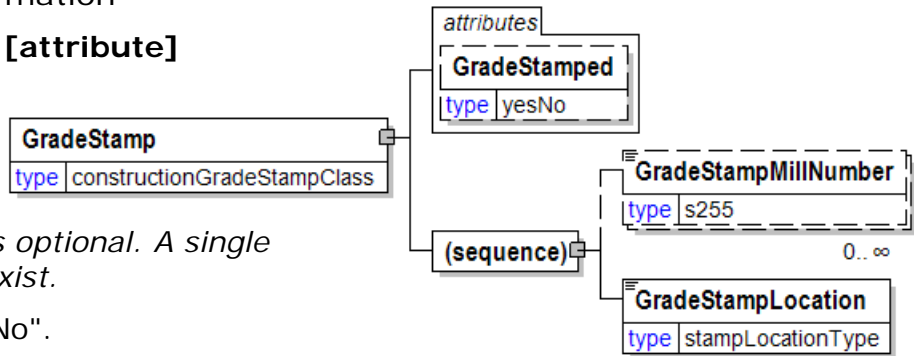 mation
[attribute]
s optional. A single
xist.
No".
attributes
GradeStamped
type yesNo
GradeStamp
type constructionGradeStampClass
(sequence)
GradeStampMillNumber
type s255
0.. ∞
GradeStampLocation
type stampLocationType